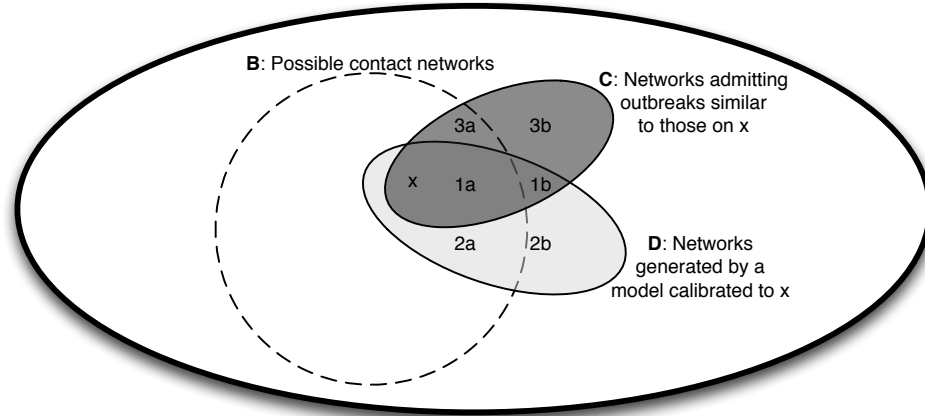 B: Possible contact networks
C: Networks admitting
outbreaks similar
to those on x
3a
3b
x
1a
1b
2a
2b
D: Networks
generated by a
model calibrated to x